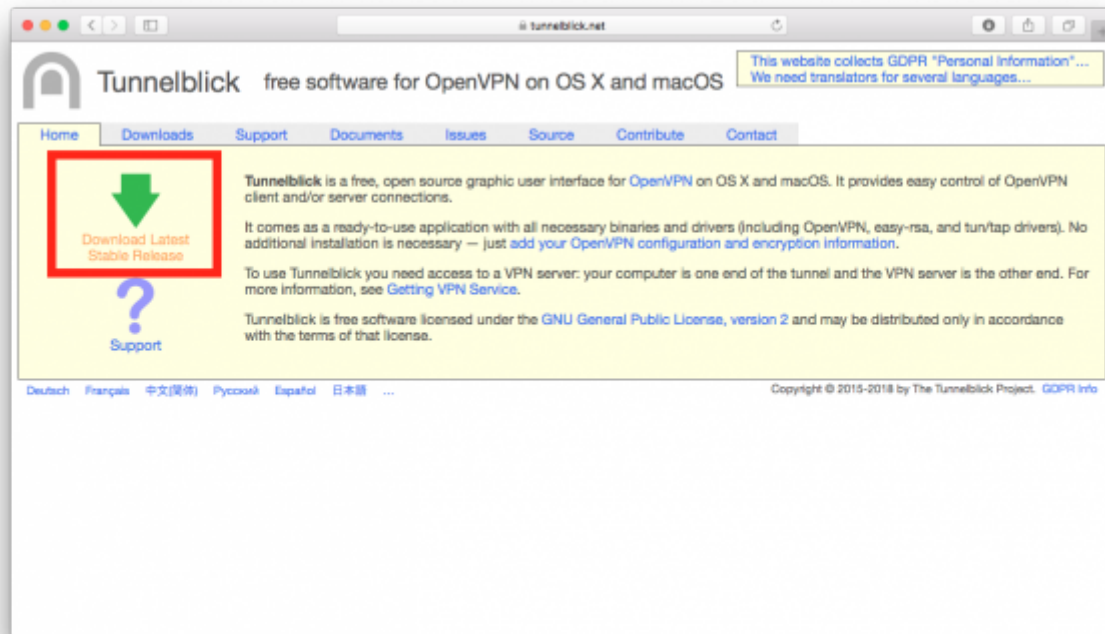 tunnelblick.net
Tunnelblick free software for OpenVPN on OS X and macOS
This website collects GDPR "Personal Information"...
We need translators for several languages...
Home Downloads Support Documents Issues Source Contribute Contact
Download Latest
Stable Release
Support
Tunnelblick is a free, open source graphic user interface for OpenVPN on OS X and macOS. It provides easy control of OpenVPN
client and/or server connections.
It comes as a ready-to-use application with all necessary binaries and drivers (including OpenVPN, easy-rsa, and tun/tap drivers). No
additional installation is necessary — just add your OpenVPN configuration and encryption information.
To use Tunnelblick you need access to a VPN server: your computer is one end of the tunnel and the VPN server is the other end. For
more information, see Getting VPN Service.
Tunnelblick is free software licensed under the GNU General Public License, version 2 and may be distributed only in accordance
with the terms of that license.
Deutsch Français 中文(简体) Русский Español 日本語 ...
Copyright © 2015-2018 by The Tunnelblick Project. GDPR Info